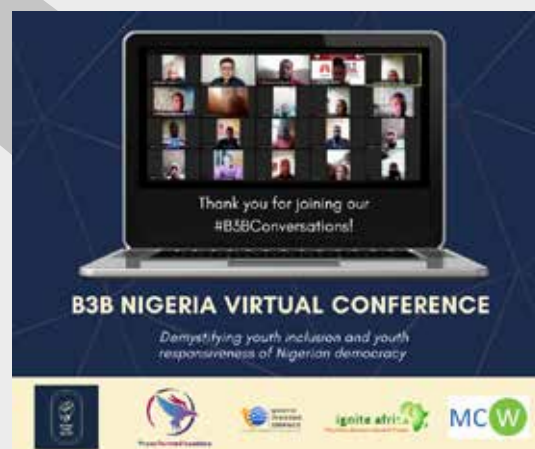 Thank you for joining our
#B3BConversations!
B3B NIGERIA VIRTUAL CONFERENCE
Demystifying youth inclusion and youth
responsiveness of Nigerian democracy
ignite africa
MCW